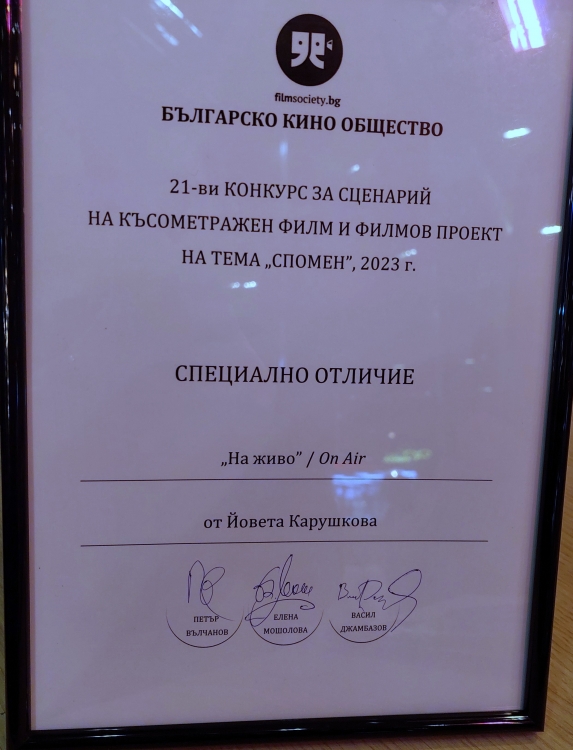 filmsociety.bg
БЪЛГАРСКО КИНО ОБЩЕСТВО
21-ви КОНКУРС ЗА СЦЕНАРИЙ
НА КЪСОМЕТРАЖЕН ФИЛМ И ФИЛМОВ ПРОЕКТ
НА ТЕМА „СПОМЕН”, 2023 г.
СПЕЦИАЛНО ОТЛИЧИЕ
„На живо” / On Air
от Йовета Карушкова
ПЕТЪР
ВЪЛЧАНОВ
ЕЛЕНА
МОШОЛОВА
ВАСИЛ
ДЖАМБАЗОВ